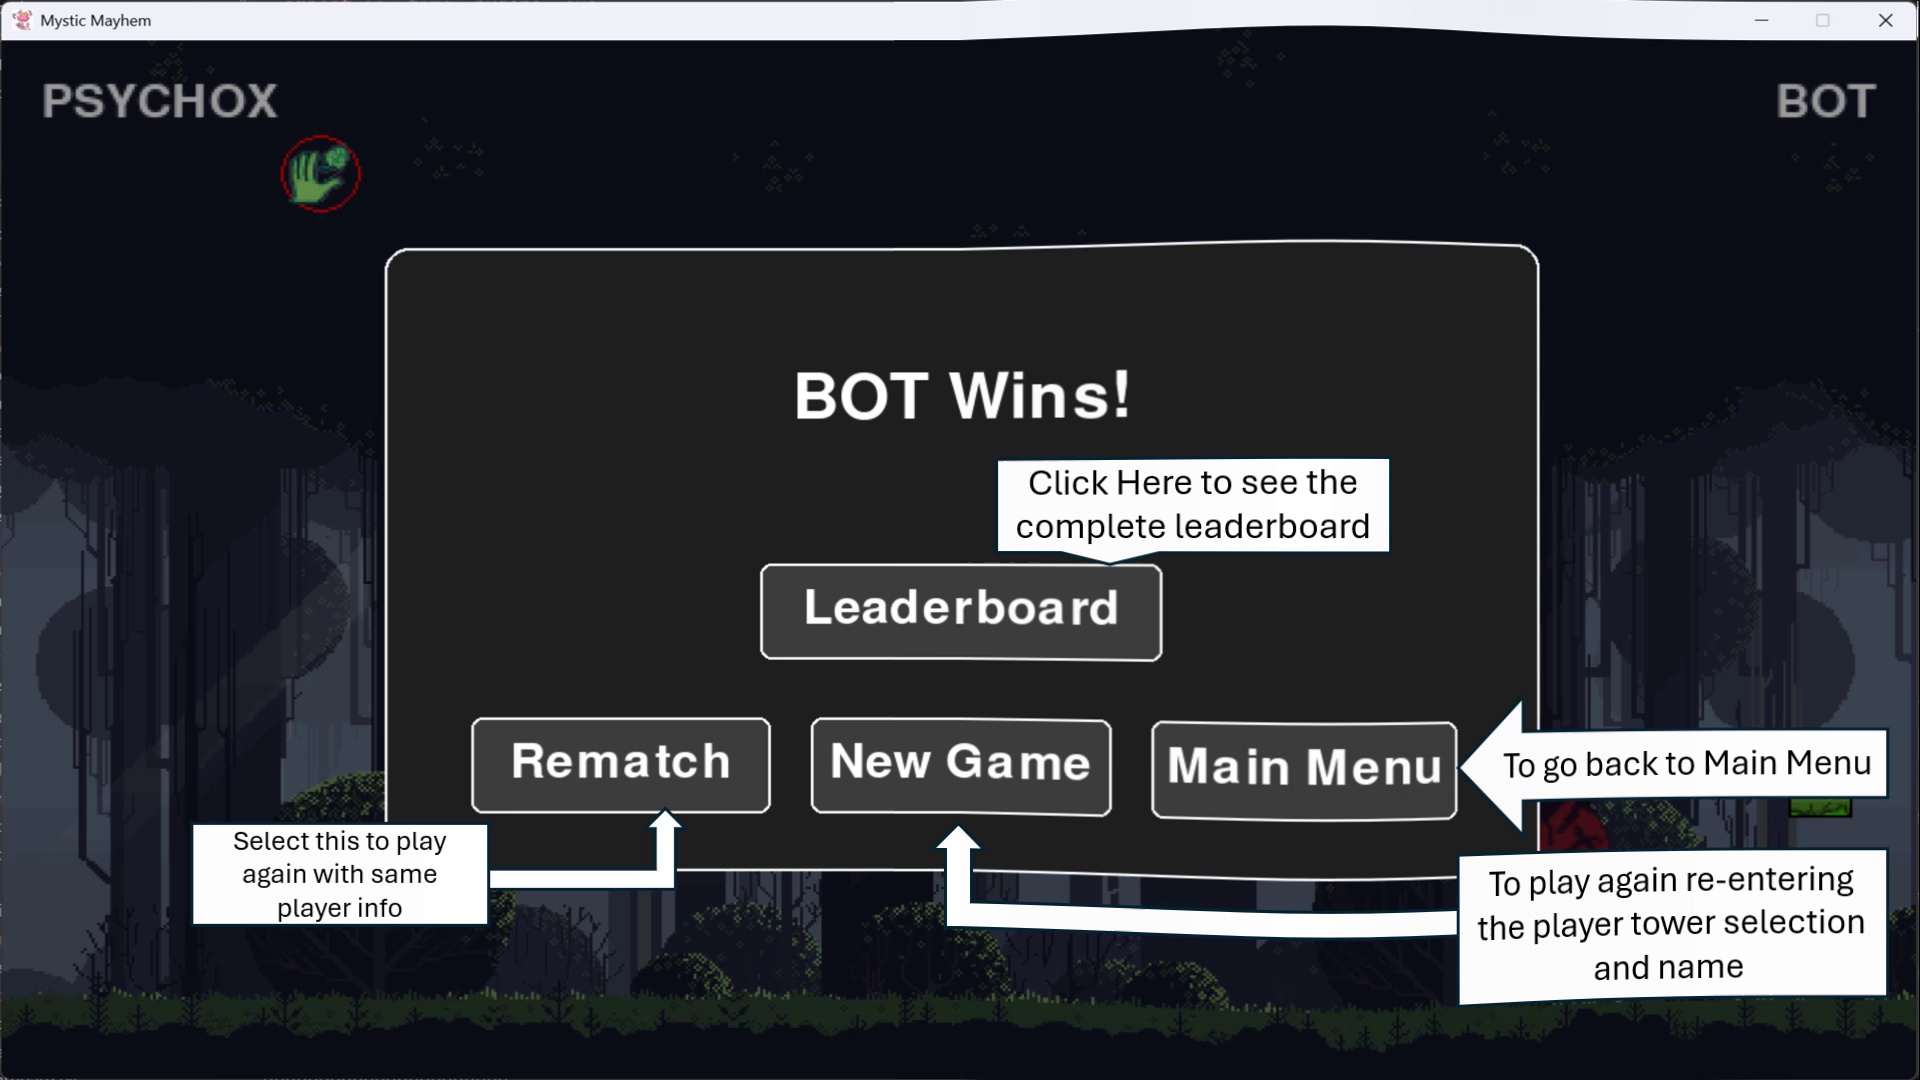 Mystic Mayhem
PSYCHOX
BOT
BOT Wins!
Click Here to see the
complete leaderboard
Leaderboard
Rematch
New Game
Main Menu
To go back to Main Menu
Select this to play
again with same
player info
To play again re-entering
the player tower selection
and name